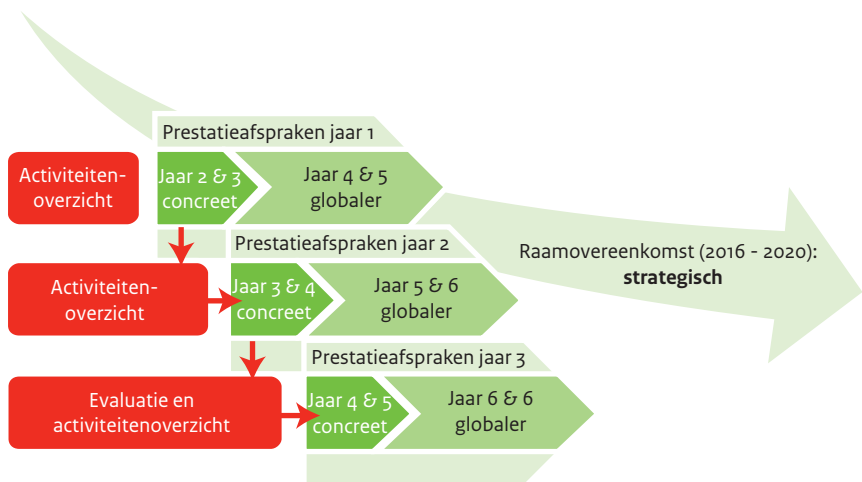 Prestatieafspraken jaar 1
Activiteiten-
overzicht
Jaar 2 & 3
concreet
Jaar 4 & 5
globaler
Prestatieafspraken jaar 2
Raamovereenkomst (2016 - 2020):
strategisch
Activiteiten-
overzicht
Jaar 3 & 4
concreet
Jaar 5 & 6
globaler
Prestatieafspraken jaar 3
Evaluatie en
activiteitenoverzicht
Jaar 4 & 5
concreet
Jaar 6 & 6
globaler